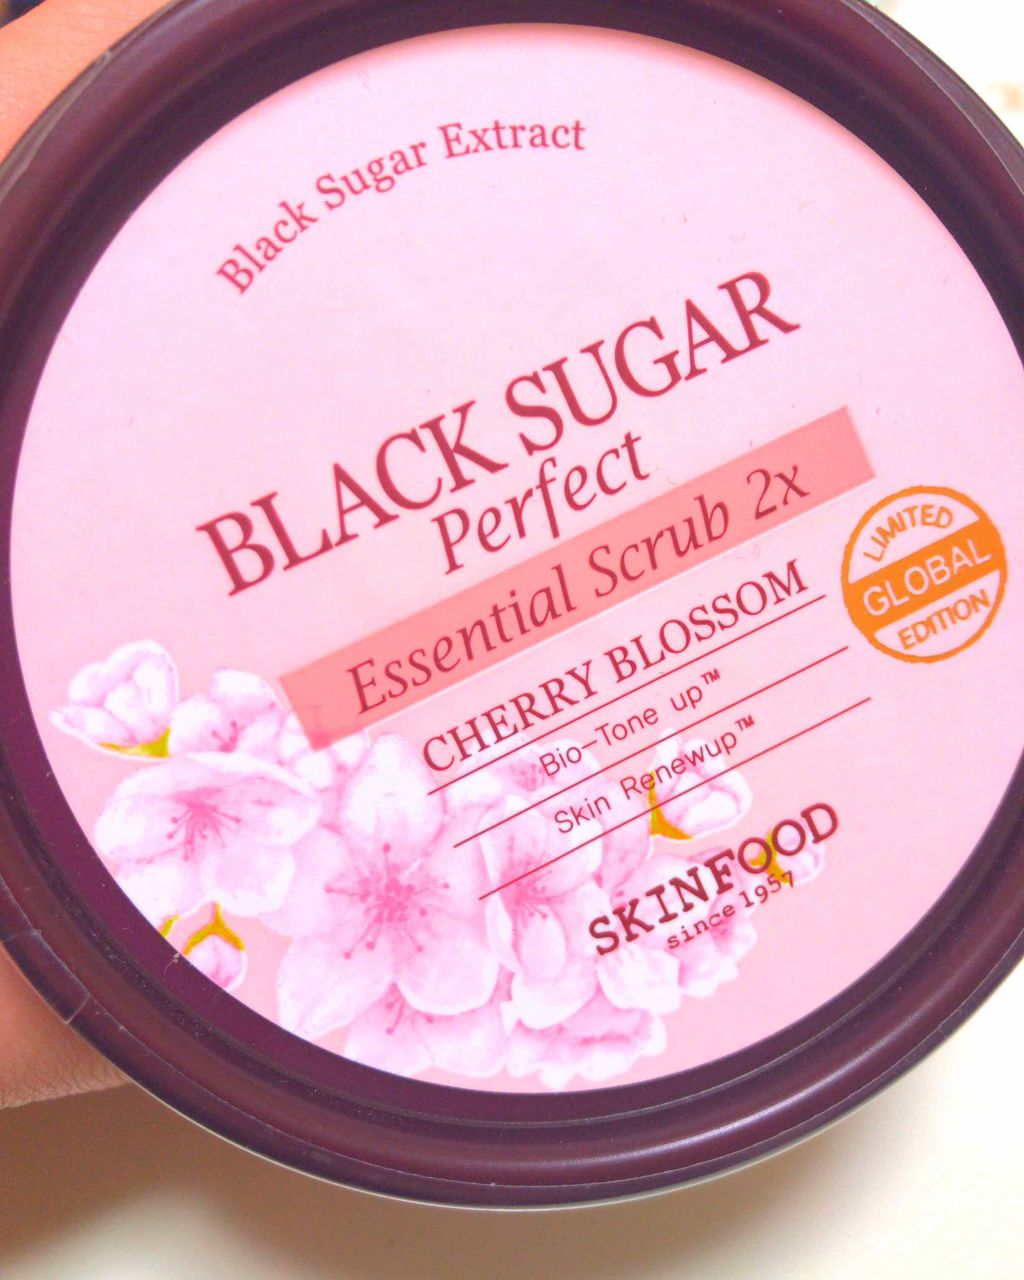 Black Sugar Extract
BLACK SUGAR
Perfect
Essential Scrub 2x
CHERRY BLOSSOM
Bio-Tone up™
Skin Renewup™
LIMITED
GLOBAL
EDITION
SKINFOOD
since 1957